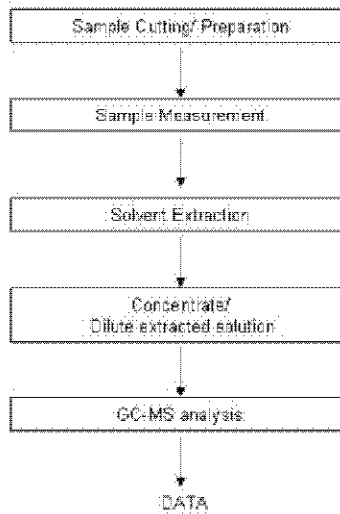 Sample Cutting/ Preparation
Sample Measurement
Solvent Extraction
Concentrate/
Dilute extracted solution
GC-MS analysis
DATA